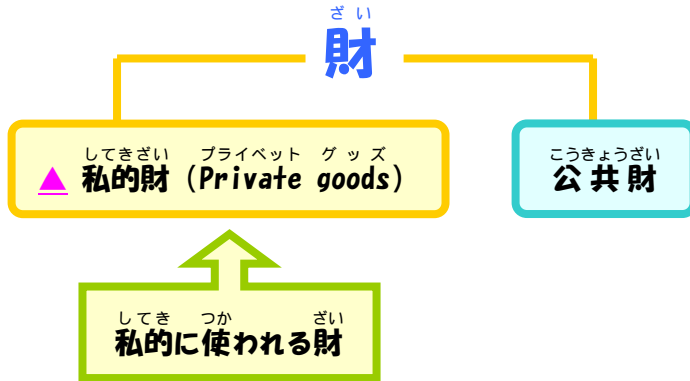 ざい
財
してきざい プライベット グッズ
▲ 私的財 (Private goods)
こうきょうざい
公共財
してき つか ざい
私的に使われる財